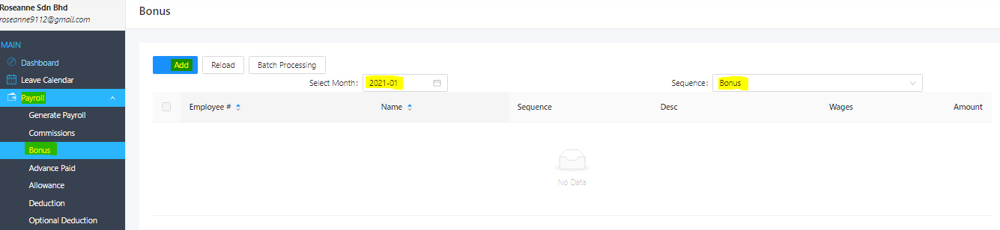 Roseanne Sdn Bhd
roseanne9112@gmail.com
Bonus
MAIN
Dashboard
Leave Calendar
Payroll
Generate Payroll
Commissions
Bonus
Advance Paid
Allowance
Deduction
Optional Deduction
Add Reload Batch Processing
Select Month: 2021-01 Sequence: Bonus
Employee # Name Sequence Desc Wages Amount
No Data